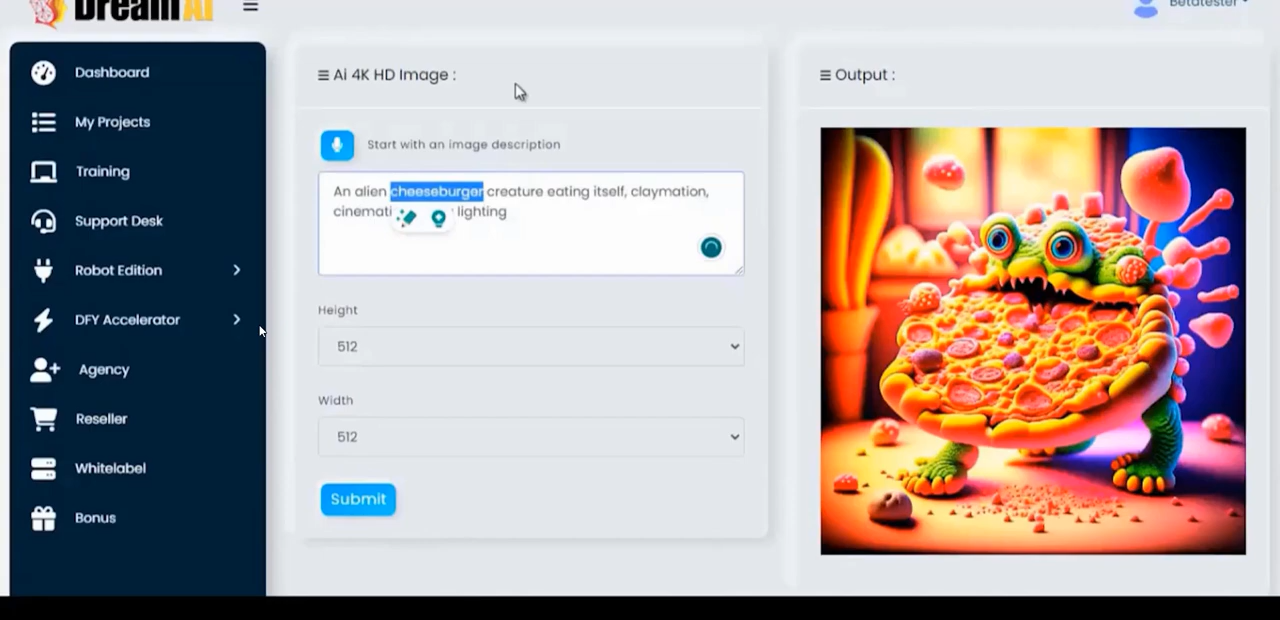 DreamAi
Betatester
Dashboard
My Projects
Training
Support Desk
Robot Edition
DFY Accelerator
Agency
Reseller
Whitelabel
Bonus
Ai 4K HD Image :
Start with an image description
An alien cheeseburger creature eating itself, claymation,
cinemati lighting
Height
512
Width
512
Submit
Output :